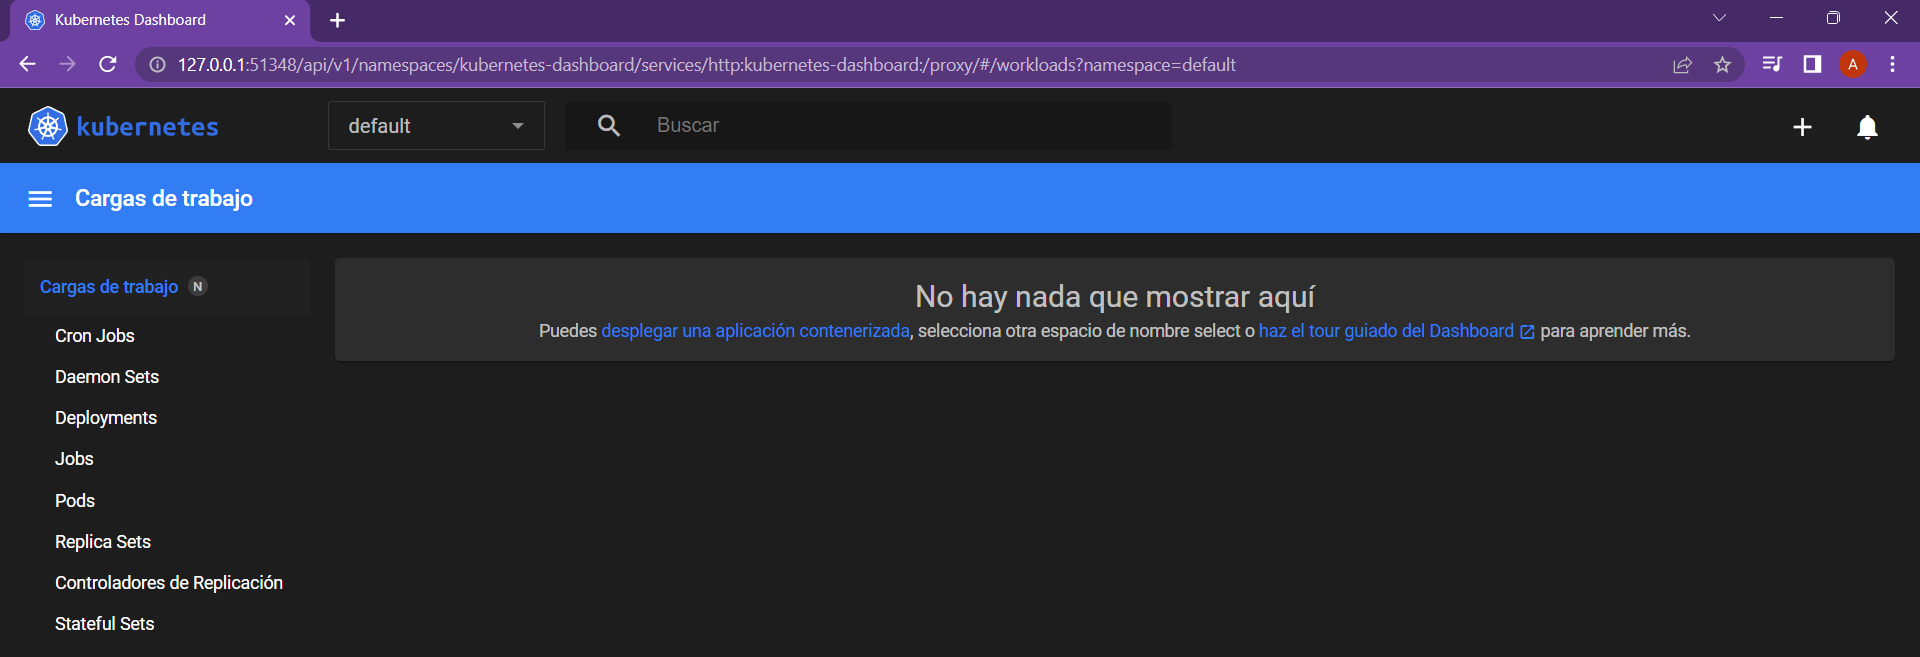 Kubernetes Dashboard
127.0.0.1:51348/api/v1/namespaces/kubernetes-dashboard/services/http:kubernetes-dashboard:/proxy/#/workloads?namespace=default
A
kubernetes
default
Buscar
Cargas de trabajo
Cargas de trabajo N
Cron Jobs
Daemon Sets
Deployments
Jobs
Pods
Replica Sets
Controladores de Replicación
Stateful Sets
No hay nada que mostrar aquí
Puedes desplegar una aplicación contenerizada, selecciona otra espacio de nombre select o haz el tour guiado del Dashboard para aprender más.